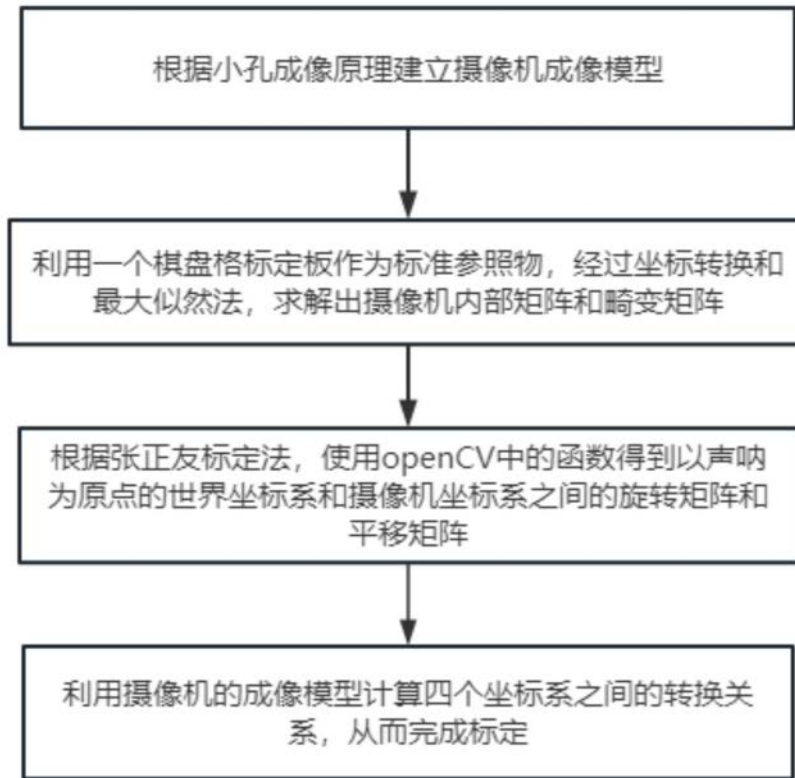 根据小孔成像原理建立摄像机成像模型
利用一个棋盘格标定板作为标准参照物，经过坐标转换和
最大似然法，求解出摄像机内部矩阵和畸变矩阵
根据张正友标定法，使用openCV中的函数得到以声呐
为原点的世界坐标系和摄像机坐标系之间的旋转矩阵和
平移矩阵
利用摄像机的成像模型计算四个坐标系之间的转换关
系，从而完成标定